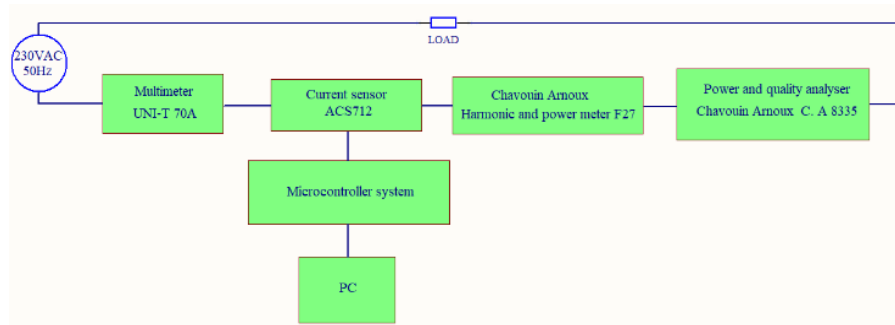 LOAD
230VAC
50Hz
Multimeter
UNI-T 70A
Current sensor
ACS712
Chavouin Arnoux
Harmonic and power meter F27
Power and quality analyser
Chavouin Arnoux C. A 8335
Microcontroller system
PC